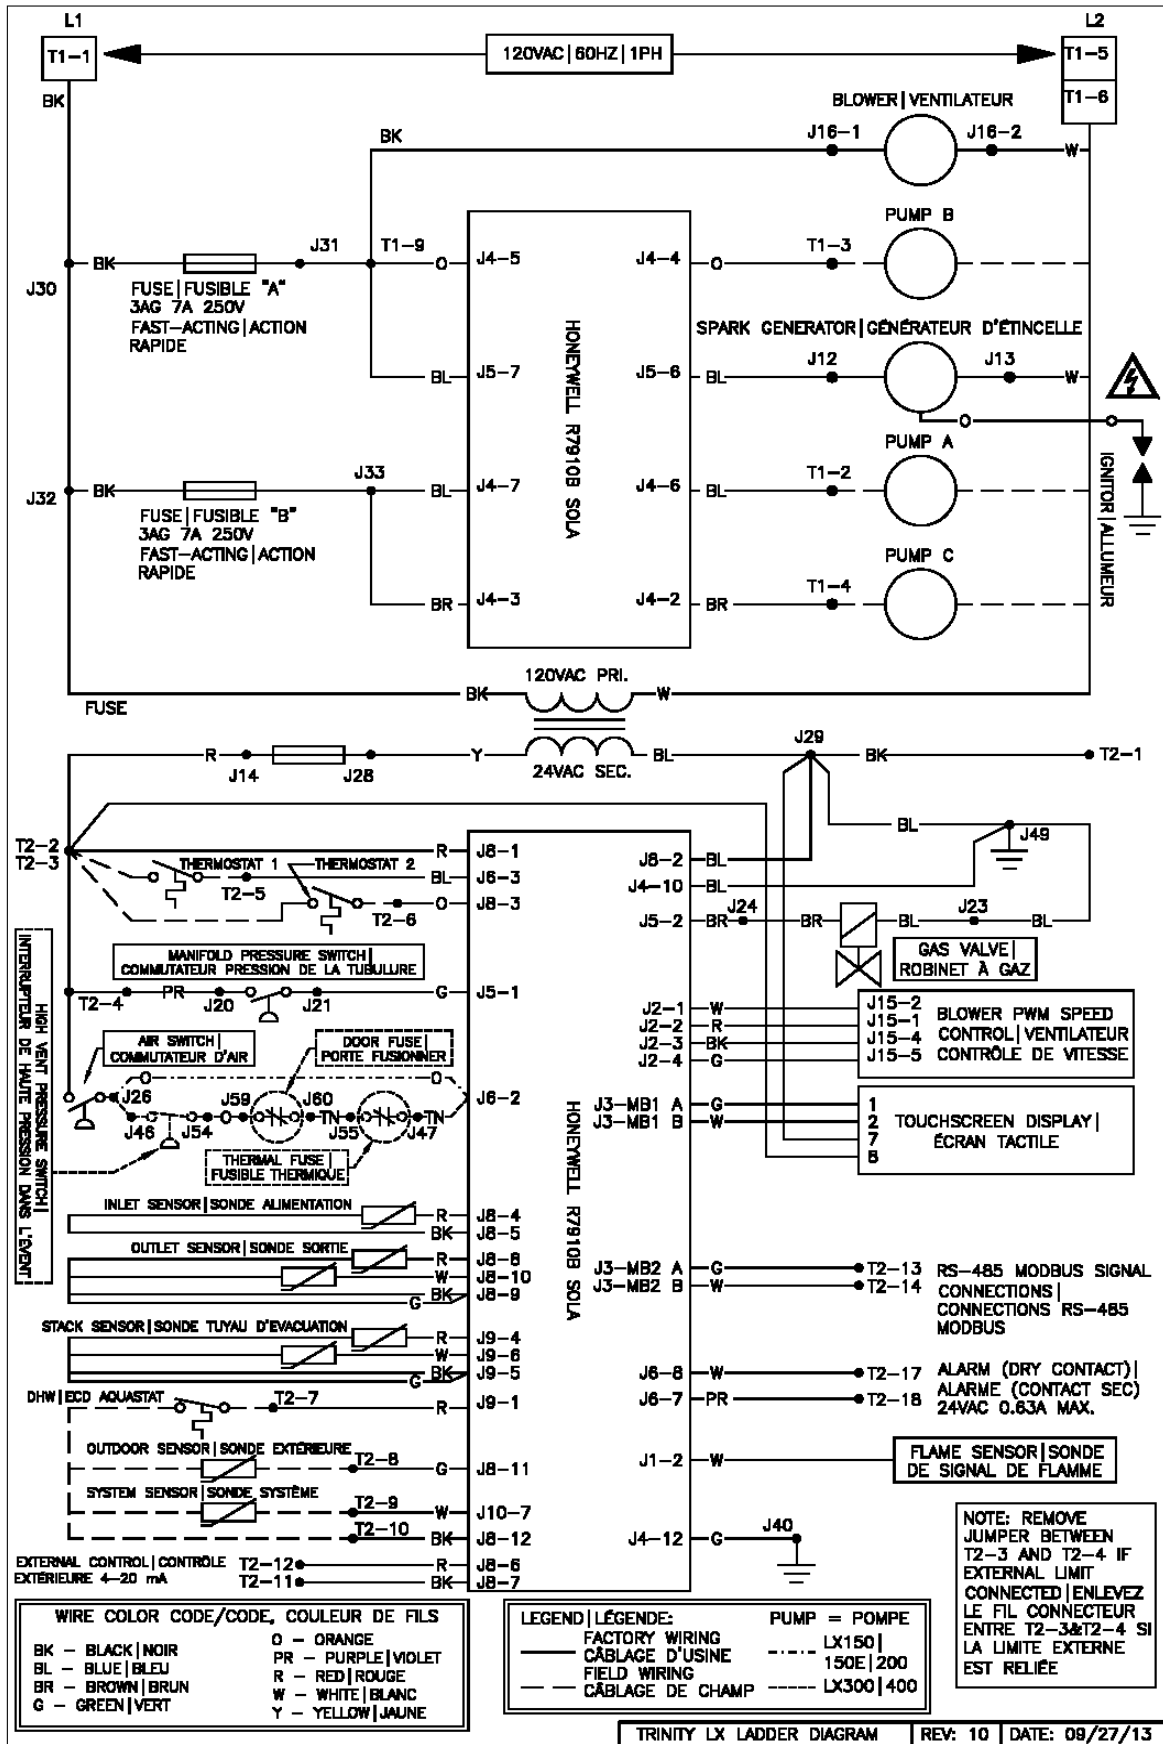 L1
L2
T1-1
120VAC|60HZ|1PH
T1-5
T1-6
BK
BLOWER|VENTILATEUR
BK
J16-1
J16-2
W
PUMP B
J31
T1-9
T1-3
BK
O
J4-5
J4-4
O
J30
FUSE|FUSIBLE "A"
3AG 7A 250V
FAST-ACTING|ACTION
RAPIDE
SPARK GENERATOR|GÉNÉRATEUR D'ÉTINCELLE
J12
J13
BL
J5-7
J5-6
BL
W
HONEYWELL R7910B SOLA
O
PUMP A
IGNITOR|ALLUMEUR
J33
T1-2
J32
BK
BL
J4-7
J4-6
BL
FUSE|FUSIBLE "B"
3AG 7A 250V
FAST-ACTING|ACTION
RAPIDE
PUMP C
T1-4
BR
J4-3
J4-2
BR
120VAC PRI.
BK
W
FUSE
J29
R
J14
J28
Y
24VAC SEC.
BL
BK
T2-1
BL
J49
T2-2
T2-3
R
J8-1
J8-2
BL
THERMOSTAT 1
THERMOSTAT 2
T2-5
BL
J6-3
J4-10
BL
T2-6
O
J8-3
J5-2
BR
J24
BR
BL
J23
BL
GAS VALVE|
ROBINET À GAZ
MANIFOLD PRESSURE SWITCH|
COMMUTATEUR PRESSION DE LA TUBULURE
T2-4
PR
J20
J21
G
J5-1
HIGH VENT PRESSURE SWITCH|
INTERRUPTEUR DE HAUTE PRESSION DANS L'ÉVENT
J2-1
W
J15-2
J2-2
R
J15-1
J2-3
BK
J15-4
J2-4
G
J15-5
BLOWER PWM SPEED
CONTROL|VENTILATEUR
CONTRÔLE DE VITESSE
AIR SWITCH|
COMMUTATEUR D'AIR
DOOR FUSE|
PORTE FUSIONNER
O
O
J26
J59
J60
J6-2
J46
J54
O
TN
J55
J47
TN
THERMAL FUSE|
FUSIBLE THERMIQUE
J3-MB1 A
G
1
J3-MB1 B
W
2
7
8
TOUCHSCREEN DISPLAY|
ÉCRAN TACTILE
HONEYWELL R7910B SOLA
INLET SENSOR|SONDE ALIMENTATION
R
J8-4
BK
J8-5
OUTLET SENSOR|SONDE SORTIE
R
J8-8
W
J8-10
BK
J8-9
G
J3-MB2 A
G
T2-13
J3-MB2 B
W
T2-14
RS-485 MODBUS SIGNAL
CONNECTIONS|
CONNECTIONS RS-485
MODBUS
STACK SENSOR|SONDE TUYAU D'EVACUATION
R
J9-4
W
J9-6
BK
J9-5
G
J6-8
W
T2-17
J6-7
PR
T2-18
ALARM (DRY CONTACT)|
ALARME (CONTACT SEC)
24VAC 0.63A MAX.
DHW|ECD AQUASTAT
T2-7
R
J9-1
OUTDOOR SENSOR|SONDE EXTÉRIEURE
T2-8
G
J8-11
J1-2
W
FLAME SENSOR|SONDE
DE SIGNAL DE FLAMME
SYSTEM SENSOR|SONDE SYSTÈME
T2-9
W
J10-7
T2-10
BK
J8-12
J4-12
G
J40
EXTERNAL CONTROL|CONTRÔLE
EXTÉRIEURE 4-20 mA
T2-12
R
J8-6
T2-11
BK
J8-7
NOTE: REMOVE
JUMPER BETWEEN
T2-3 AND T2-4 IF
EXTERNAL LIMIT
CONNECTED|ENLEVEZ
LE FIL CONNECTEUR
ENTRE T2-3&T2-4 SI
LA LIMITE EXTERNE
EST RELIÉE
WIRE COLOR CODE/CODE, COULEUR DE FILS
BK - BLACK|NOIR
BL - BLUE|BLEU
BR - BROWN|BRUN
G - GREEN|VERT
O - ORANGE
PR - PURPLE|VIOLET
R - RED|ROUGE
W - WHITE|BLANC
Y - YELLOW|JAUNE
LEGEND|LÉGENDE:
PUMP = POMPE
FACTORY WIRING
CÂBLAGE D'USINE
FIELD WIRING
CÂBLAGE DE CHAMP
LX150|
150E|200
LX300|400
TRINITY LX LADDER DIAGRAM
REV: 10
DATE: 09/27/13